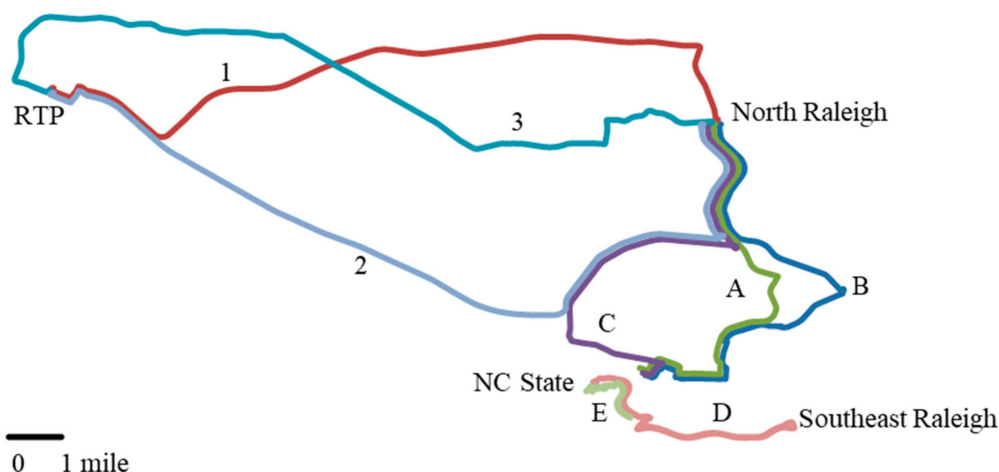 1
RTP
3
North Raleigh
2
A
B
C
NC State
E
D
Southeast Raleigh
0 1 mile